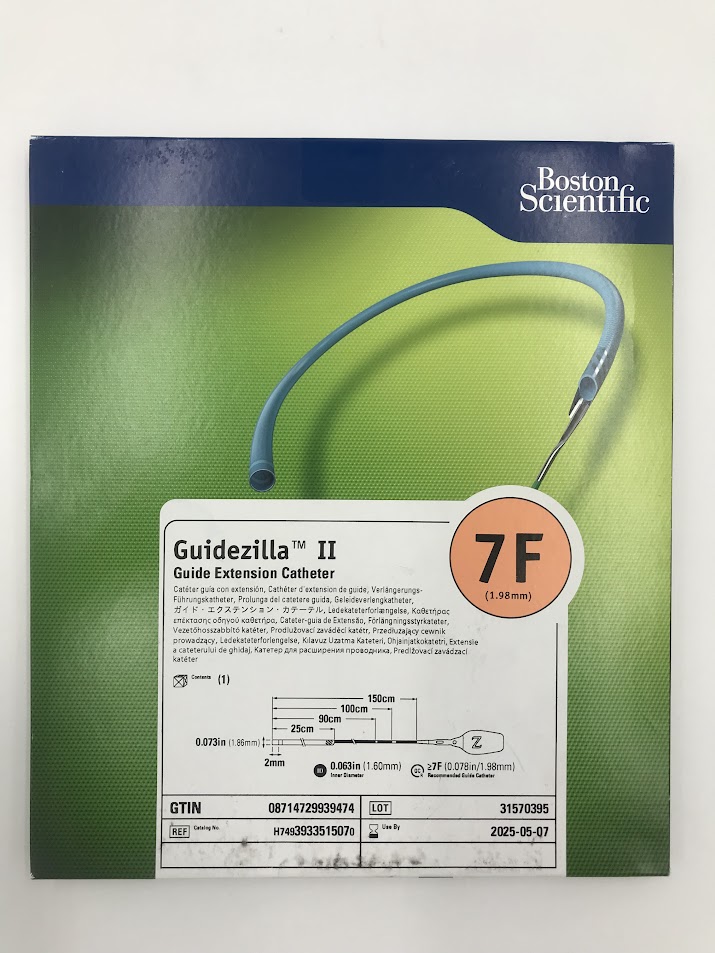 Boston
Scientific
7F
(1.98mm)
Guidezilla™ II
Guide Extension Catheter
Catéter guía con extensión, Cathéter d'extension de guide, Verlängerungs-
Führungskatheter, Prolunga del catetere guida, Geleideverlengkatheter,
ガイド・エクステンション・カテーテル, Ledekateterforlængelse, Καθετήρας
επέκτασης οδηγού καθετήρα, Cateter-guia de Extensão, Förlängningsstyrkateter,
Vezetőhosszabbító katéter, Prodlužovací zaváděcí katétr, Przedłużający cewnik
prowadzący, Ledekateterforlengelse, Kılavuz Uzatma Kateteri, Ohjainjatkokatetri, Extensie
a cateterului de ghidaj, Катетер для расширения проводника, Predlžovací zavádzací
katéter
Contents (1)
150cm
100cm
90cm
25cm
0.073in (1.86mm)
Z
2mm
ID 0.063in (1.60mm)
Inner Diameter
GC ≥7F (0.078in/1.98mm)
Recommended Guide Catheter
GTIN 08714729939474
LOT 31570395
REF Catalog No. H7493933515070
Use By 2025-05-07